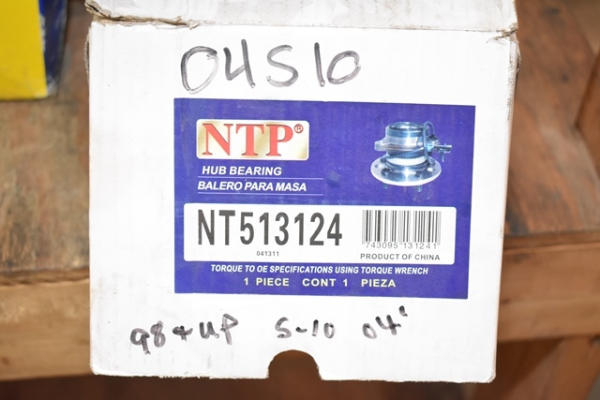 04S10
NTP®
HUB BEARING
BALERO PARA MASA
NT513124
041311
743095 131241
PRODUCT OF CHINA
TORQUE TO OE SPECIFICATIONS USING TORQUE WRENCH
1 PIECE CONT 1 PIEZA
98 + UP S-10 04'